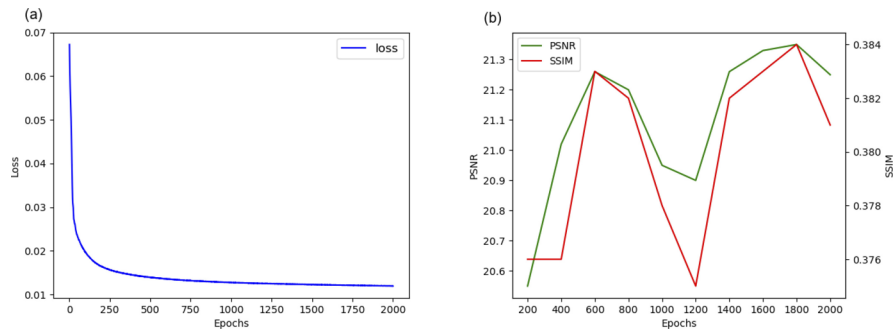 (a)
0.07
0.06
0.05
0.04
0.03
0.02
0.01
Loss
loss
0 250 500 750 1000 1250 1500 1750 2000
Epochs
(b)
PSNR
SSIM
21.3
21.2
21.1
21.0
20.9
20.8
20.7
20.6
PSNR
0.384
0.382
0.380
0.378
0.376
SSIM
200 400 600 800 1000 1200 1400 1600 1800 2000
Epochs